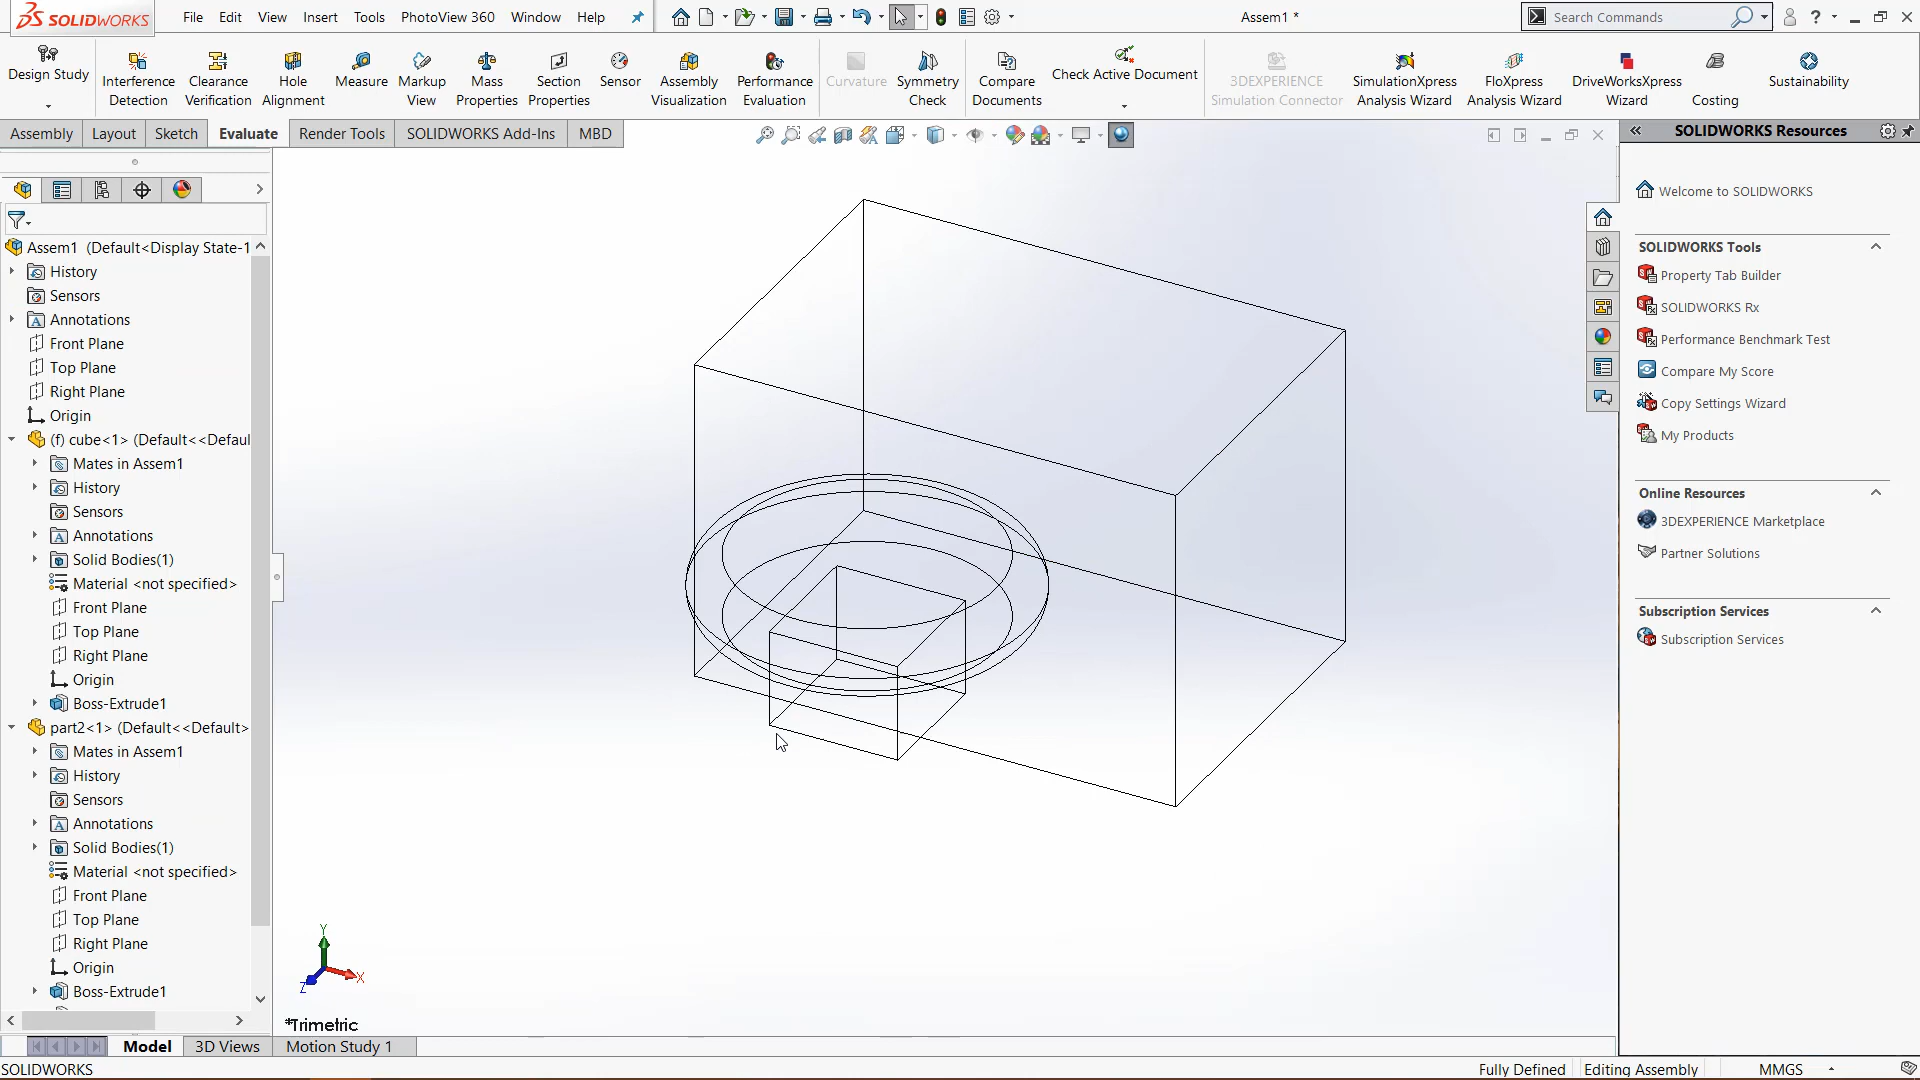 SOLIDWORKS
File Edit View Insert Tools PhotoView 360 Window Help
Assem1 *
Search Commands
Design Study
Interference Detection
Clearance Verification
Hole Alignment
Measure
Markup View
Mass Properties
Section Properties
Sensor
Assembly Visualization
Performance Evaluation
Curvature
Symmetry Check
Compare Documents
Check Active Document
3DEXPERIENCE Simulation Connector
SimulationXpress Analysis Wizard
FloXpress Analysis Wizard
DriveWorksXpress Wizard
Costing
Sustainability
Assembly Layout Sketch Evaluate Render Tools SOLIDWORKS Add-Ins MBD
Assem1 (Default<Display State-1
History
Sensors
Annotations
Front Plane
Top Plane
Right Plane
Origin
(f) cube<1> (Default<<Defaul
Mates in Assem1
History
Sensors
Annotations
Solid Bodies(1)
Material <not specified>
Front Plane
Top Plane
Right Plane
Origin
Boss-Extrude1
part2<1> (Default<<Default>
Mates in Assem1
History
Sensors
Annotations
Solid Bodies(1)
Material <not specified>
Front Plane
Top Plane
Right Plane
Origin
Boss-Extrude1
Y
X
Z
*Trimetric
SOLIDWORKS Resources
Welcome to SOLIDWORKS
SOLIDWORKS Tools
Property Tab Builder
SOLIDWORKS Rx
Performance Benchmark Test
Compare My Score
Copy Settings Wizard
My Products
Online Resources
3DEXPERIENCE Marketplace
Partner Solutions
Subscription Services
Subscription Services
Model 3D Views Motion Study 1
SOLIDWORKS
Fully Defined Editing Assembly MMGS